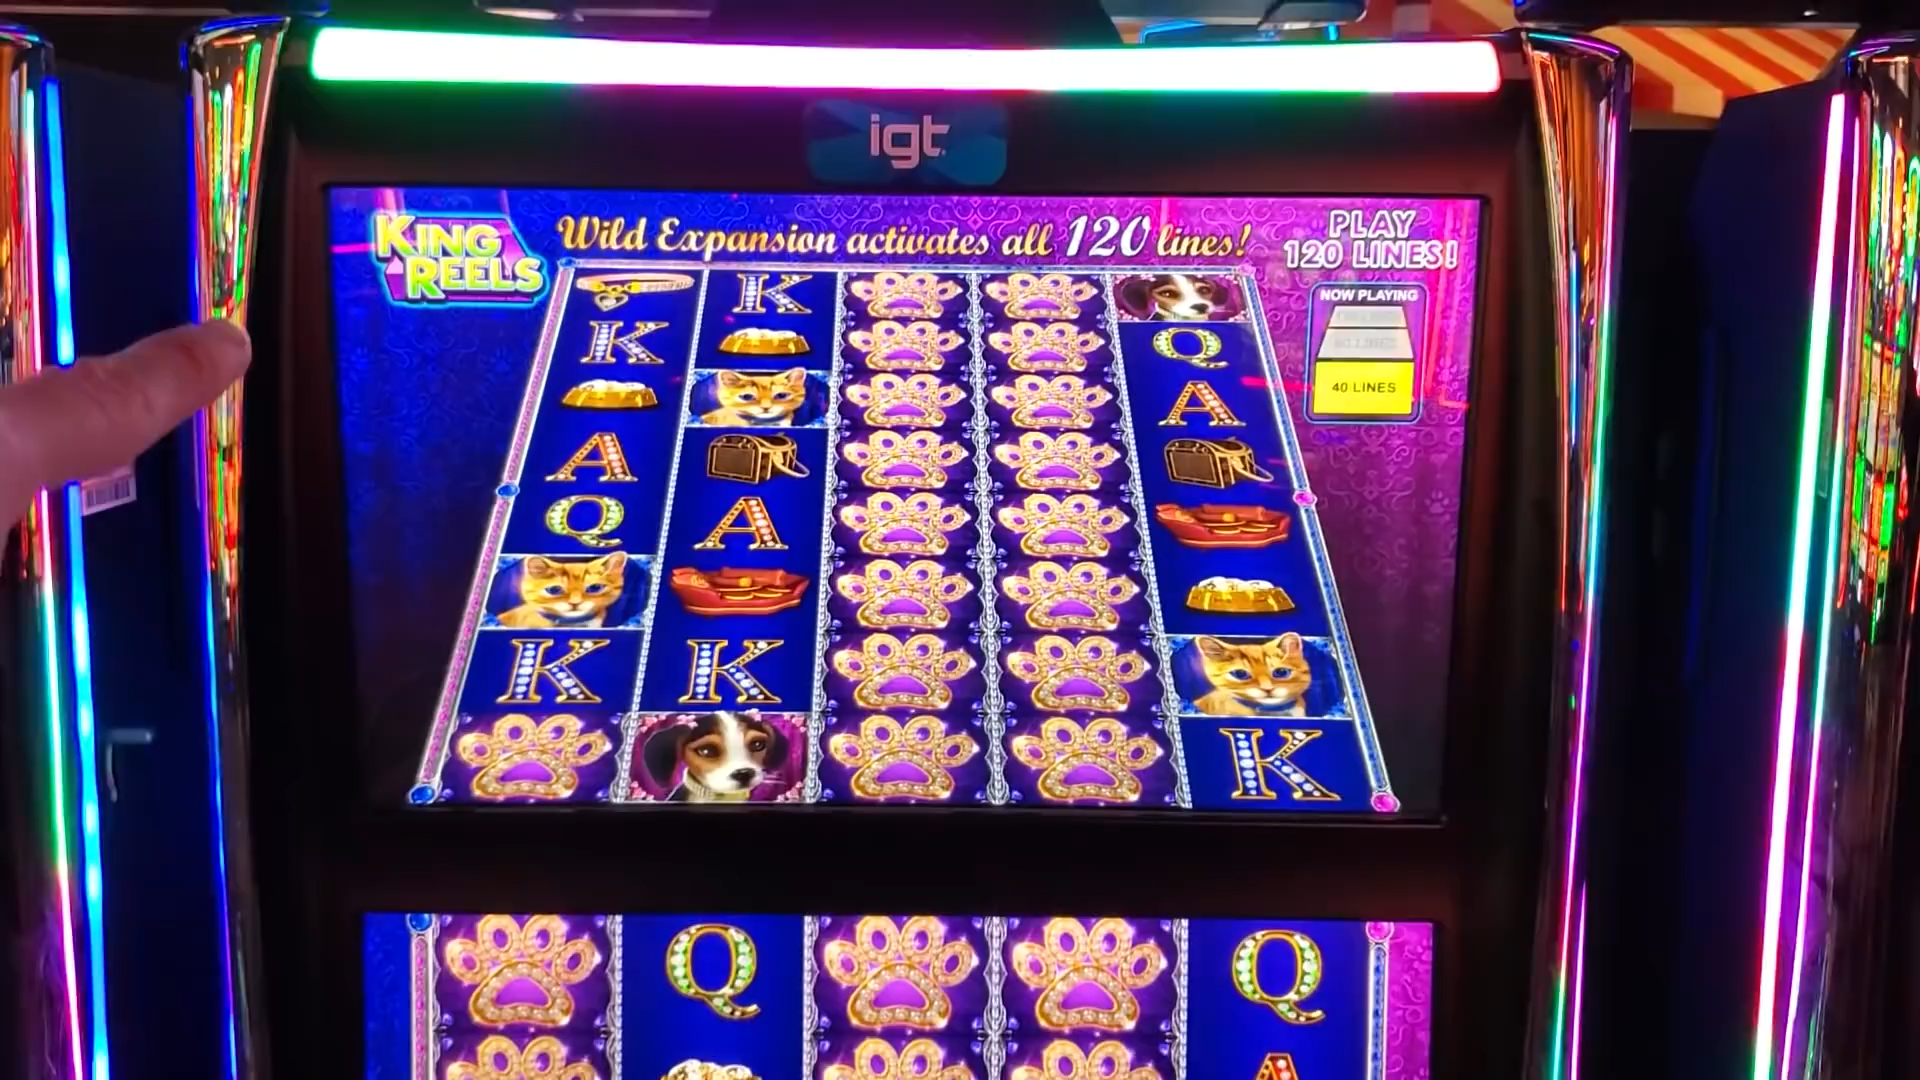 igt
KING
REELS
Wild Expansion activates all 120 lines!
PLAY
120 LINES!
NOW PLAYING
40 LINES
K
K
Q
A
A
Q
A
K
K
K
Q
Q
A